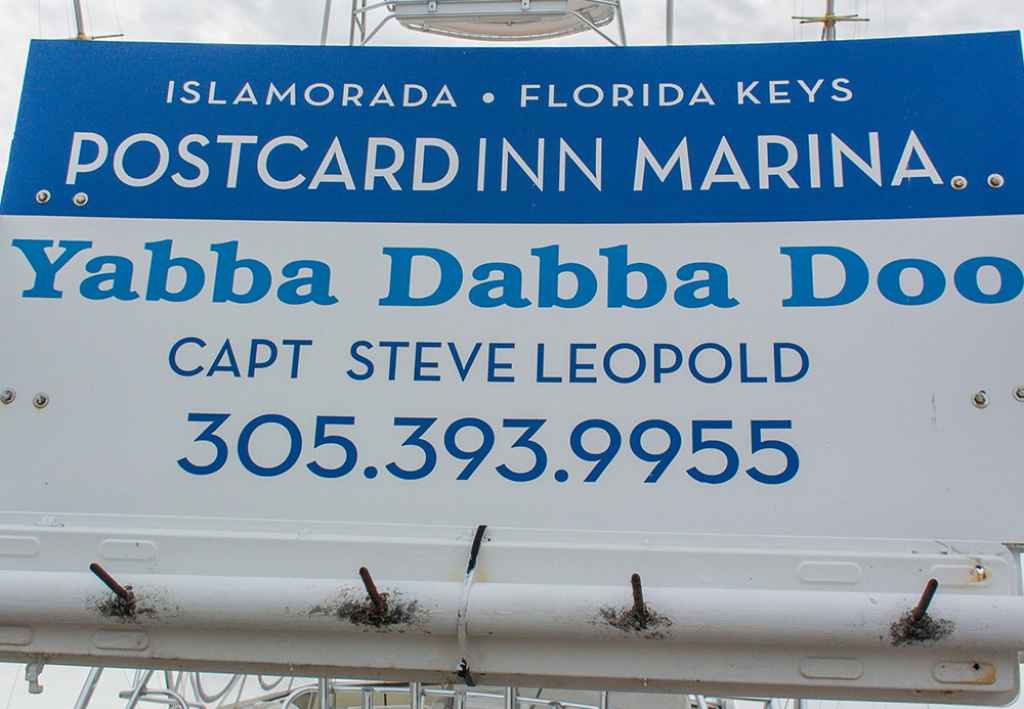 ISLAMORADA • FLORIDA KEYS
POSTCARD INN MARINA
Yabba Dabba Doo
CAPT STEVE LEOPOLD
305.393.9955